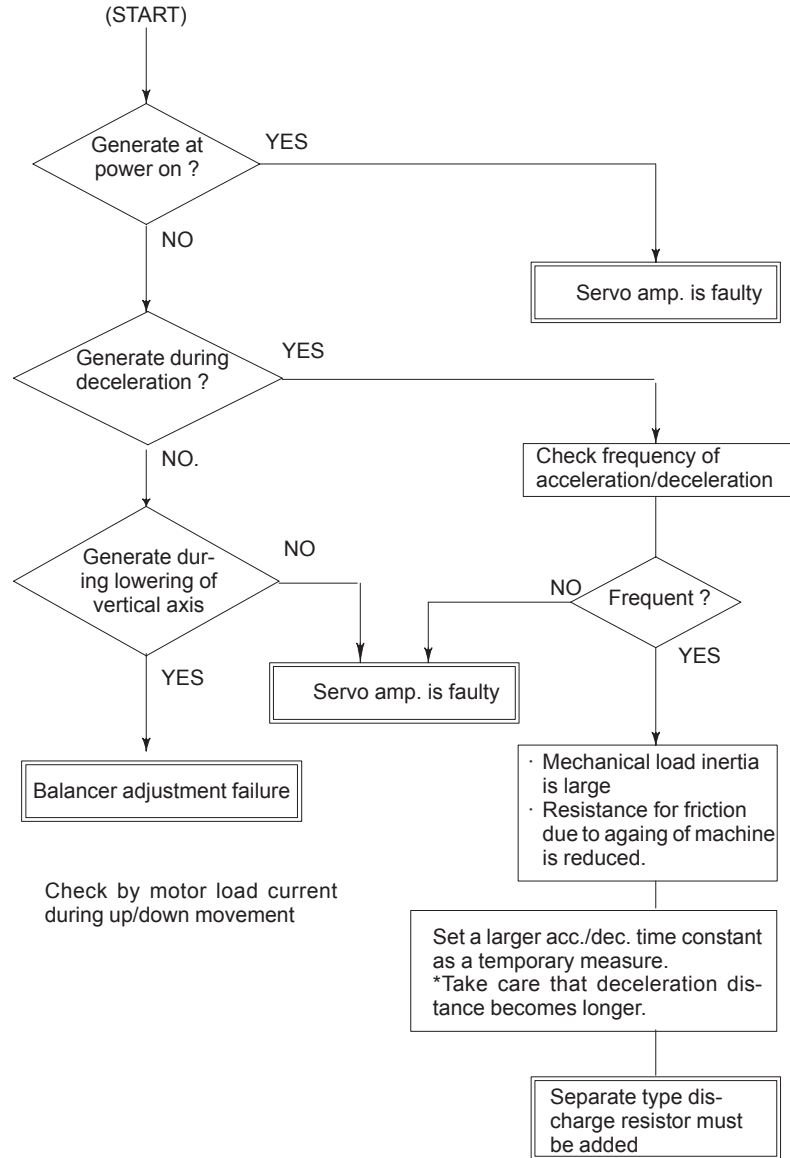 (START)
Generate at
power on ?
YES
NO
Servo amp. is faulty
Generate during
deceleration ?
YES
NO.
Check frequency of
acceleration/deceleration
Generate dur-
ing lowering of
vertical axis
NO
NO
Frequent ?
YES
YES
Servo amp. is faulty
Balancer adjustment failure
· Mechanical load inertia
is large
· Resistance for friction
due to againg of machine
is reduced.
Check by motor load current
during up/down movement
Set a larger acc./dec. time constant
as a temporary measure.
*Take care that deceleration dis-
tance becomes longer.
Separate type dis-
charge resistor must
be added